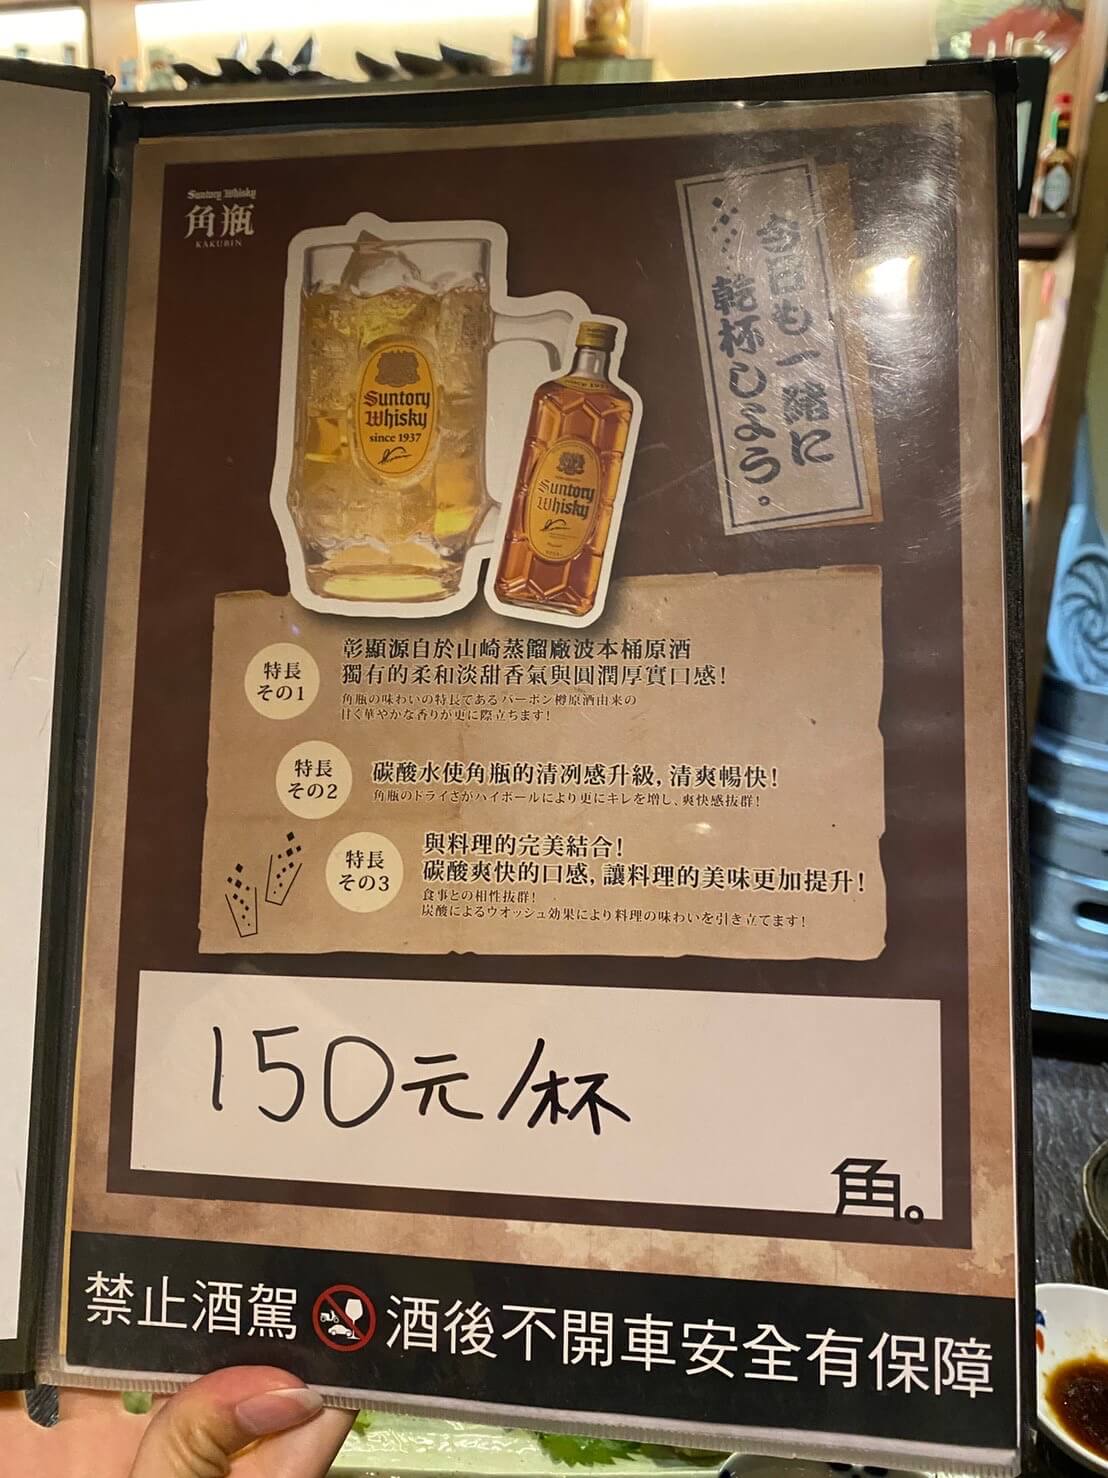 Suntory Whisky
角瓶
KAKUBIN
今日も一緒に
乾杯しよう。
Suntory
Whisky
since 1937
since 1937
Suntory
Whisky
特長
その1
彰顯源自於山崎蒸餾廠波本桶原酒
獨有的柔和淡甜香氣與圓潤厚實口感!
角瓶の味わいの特長であるバーボン樽原酒由来の
甘く華やかな香りが更に際立ちます!
特長
その2
碳酸水使角瓶的清冽感升級,清爽暢快!
角瓶のドライさがハイボールにより更にキレを増し、爽快感抜群!
特長
その3
與料理的完美結合!
碳酸爽快的口感,讓料理的美味更加提升!
食事との相性抜群!
炭酸によるウオッシュ効果により料理の味わいを引き立てます!
150元/杯
角。
禁止酒駕 酒後不開車安全有保障